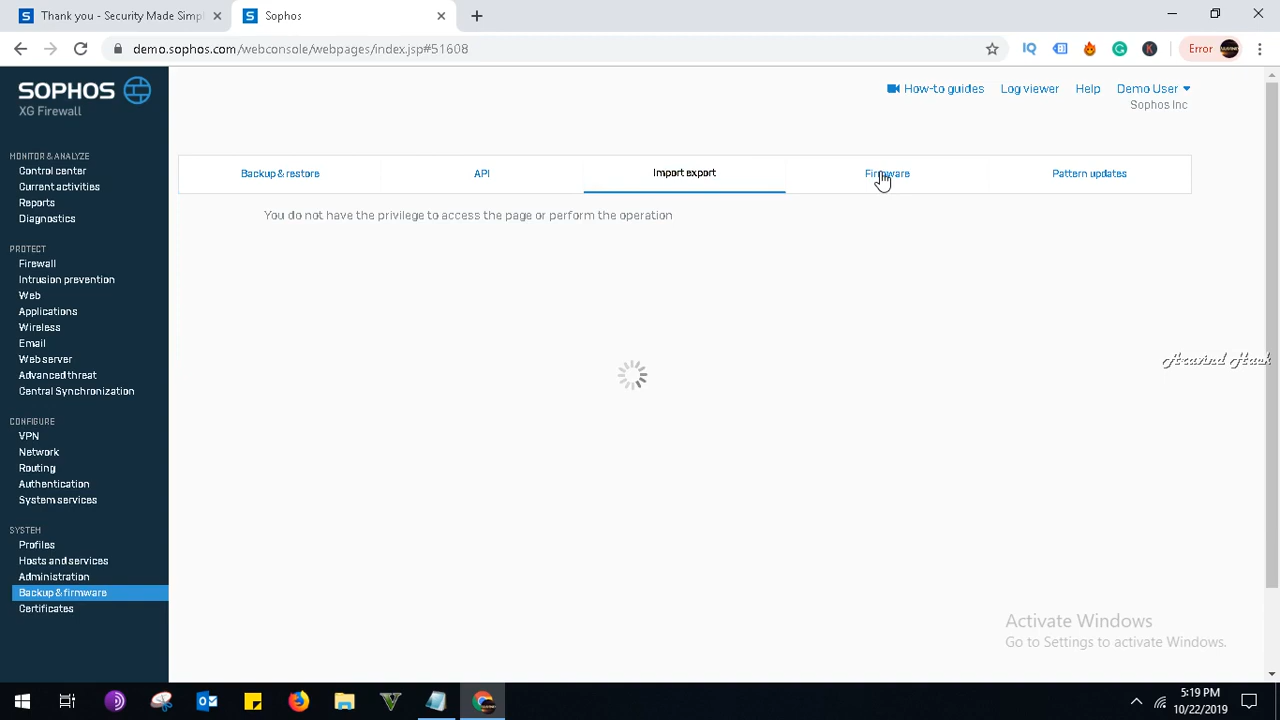 Thank you - Security Made Simpl
Sophos
demo.sophos.com/webconsole/webpages/index.jsp#51608
IQ
K
Error
SOPHOS
XG Firewall
How-to guides
Log viewer
Help
Demo User
Sophos Inc
MONITOR & ANALYZE
Control center
Current activities
Reports
Diagnostics
PROTECT
Firewall
Intrusion prevention
Web
Applications
Wireless
Email
Web server
Advanced threat
Central Synchronization
CONFIGURE
VPN
Network
Routing
Authentication
System services
SYSTEM
Profiles
Hosts and services
Administration
Backup & firmware
Certificates
Backup & restore
API
Import export
Firmware
Pattern updates
You do not have the privilege to access the page or perform the operation
Aravind Hack
Activate Windows
Go to Settings to activate Windows.
5:19 PM
10/22/2019